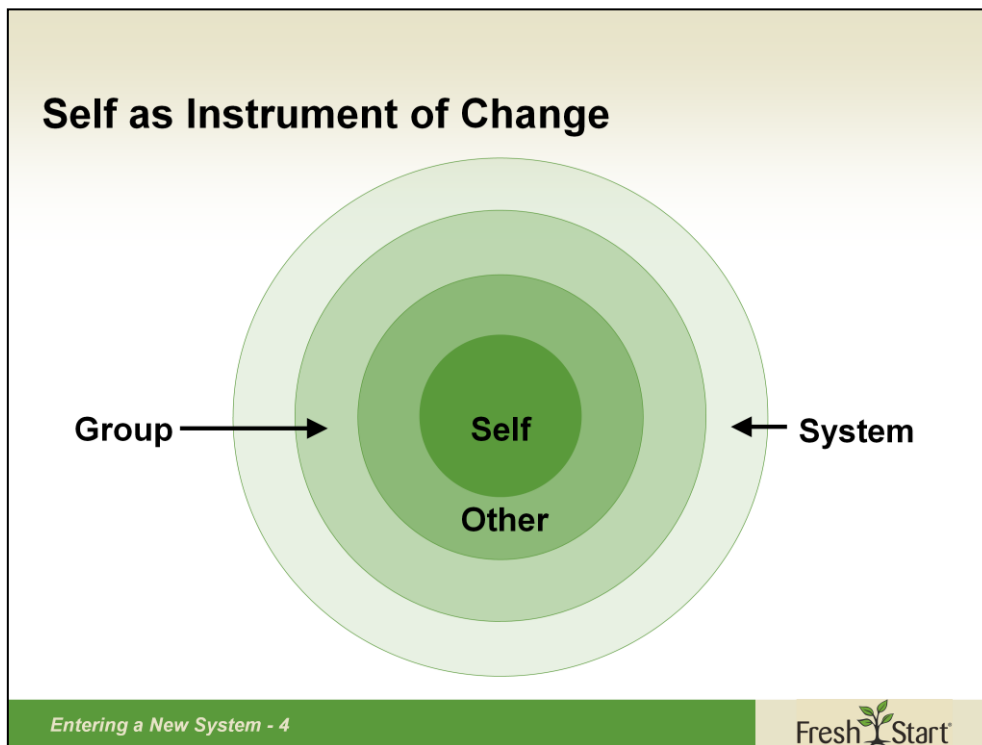 Self as Instrument of Change
Group
Self
System
Other
Entering a New System - 4
Fresh Start